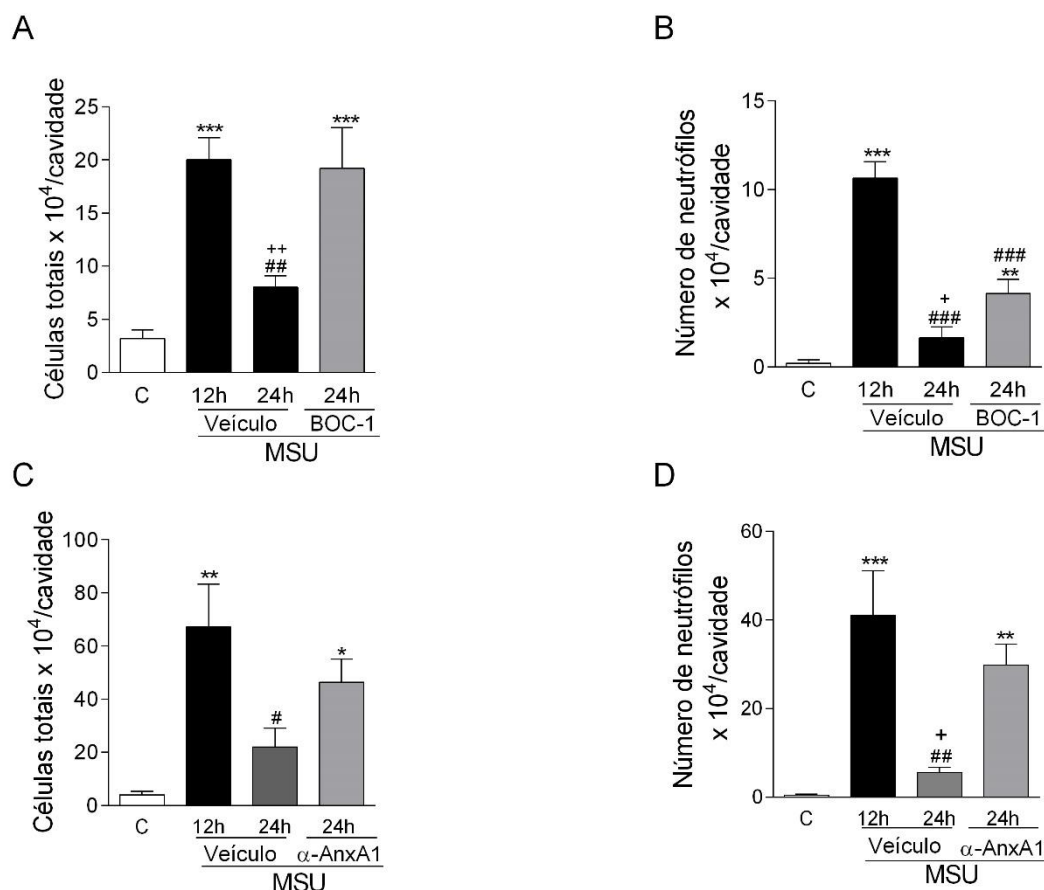 A
Células totais x 10⁴/cavidade
25
20
15
10
5
0
***
++
##
***
C
12h
24h
24h
Veículo
BOC-1
MSU
B
Número de neutrófilos
x 10⁴/cavidade
15
10
5
0
***
+
###
###
**
C
12h
24h
24h
Veículo
BOC-1
MSU
C
Células totais x 10⁴/cavidade
100
80
60
40
20
0
**
#
*
C
12h
24h
24h
Veículo
α-AnxA1
MSU
D
Número de neutrófilos
x 10⁴/cavidade
60
40
20
0
***
+
##
**
C
12h
24h
24h
Veículo
α-AnxA1
MSU